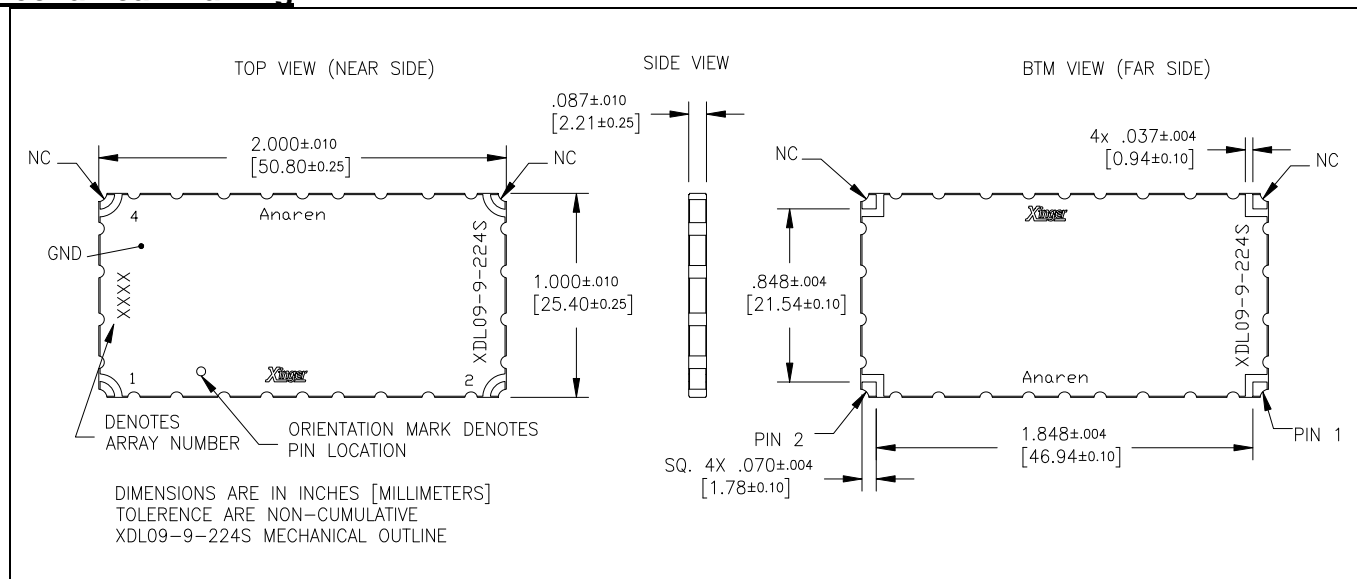 TOP VIEW (NEAR SIDE)
SIDE VIEW
BTM VIEW (FAR SIDE)
.087±.010
[2.21±0.25]
2.000±.010
[50.80±0.25]
4x .037±.004
[0.94±0.10]
NC
NC
NC
NC
4
Anaren
Xinger
GND
XXXX
XDL09-9-224S
1.000±.010
[25.40±0.25]
.848±.004
[21.54±0.10]
XDL09-9-224S
1
Xinger
2
Anaren
DENOTES
ARRAY NUMBER
ORIENTATION MARK DENOTES
PIN LOCATION
PIN 2
1.848±.004
[46.94±0.10]
PIN 1
SQ. 4X .070±.004
[1.78±0.10]
DIMENSIONS ARE IN INCHES [MILLIMETERS]
TOLERENCE ARE NON-CUMULATIVE
XDL09-9-224S MECHANICAL OUTLINE